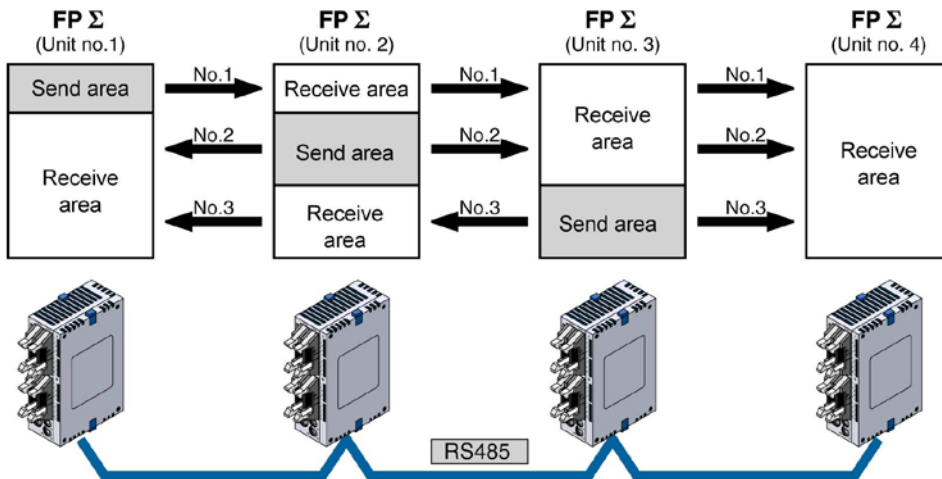 FP Σ
(Unit no.1)
FP Σ
(Unit no. 2)
FP Σ
(Unit no. 3)
FP Σ
(Unit no. 4)
Send area
No.1
Receive area
No.1
No.1
No.2
Send area
No.2
Receive
area
No.2
Receive
area
Receive
area
No.3
Receive
area
No.3
Send area
No.3
RS485